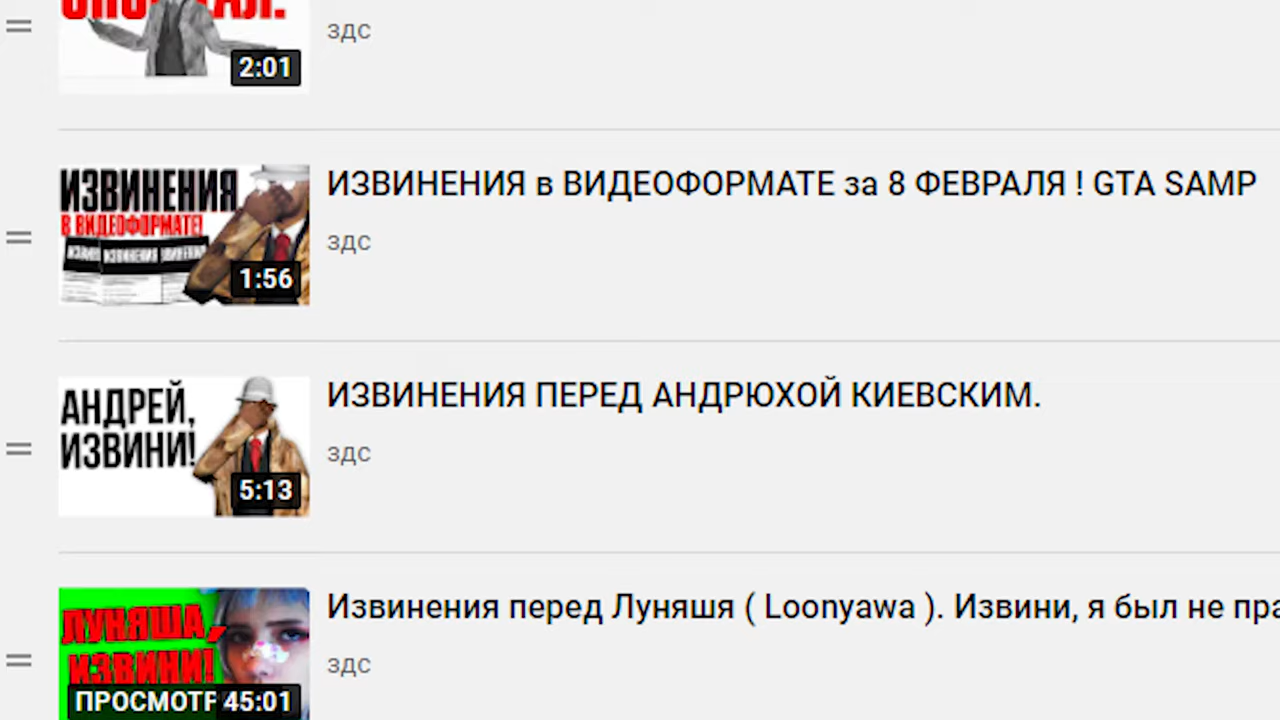 здс
2:01
ИЗВИНЕНИЯ
В ВИДЕОФОРМАТЕ!
ИЗВИНЕНИЯ
1:56
ИЗВИНЕНИЯ в ВИДЕОФОРМАТЕ за 8 ФЕВРАЛЯ ! GTA SAMP
здс
АНДРЕЙ,
ИЗВИНИ!
5:13
ИЗВИНЕНИЯ ПЕРЕД АНДРЮХОЙ КИЕВСКИМ.
здс
ЛУНЯША,
ИЗВИНИ!
45:01
Извинения перед Луняшя ( Loonyawa ). Извини, я был не
здс